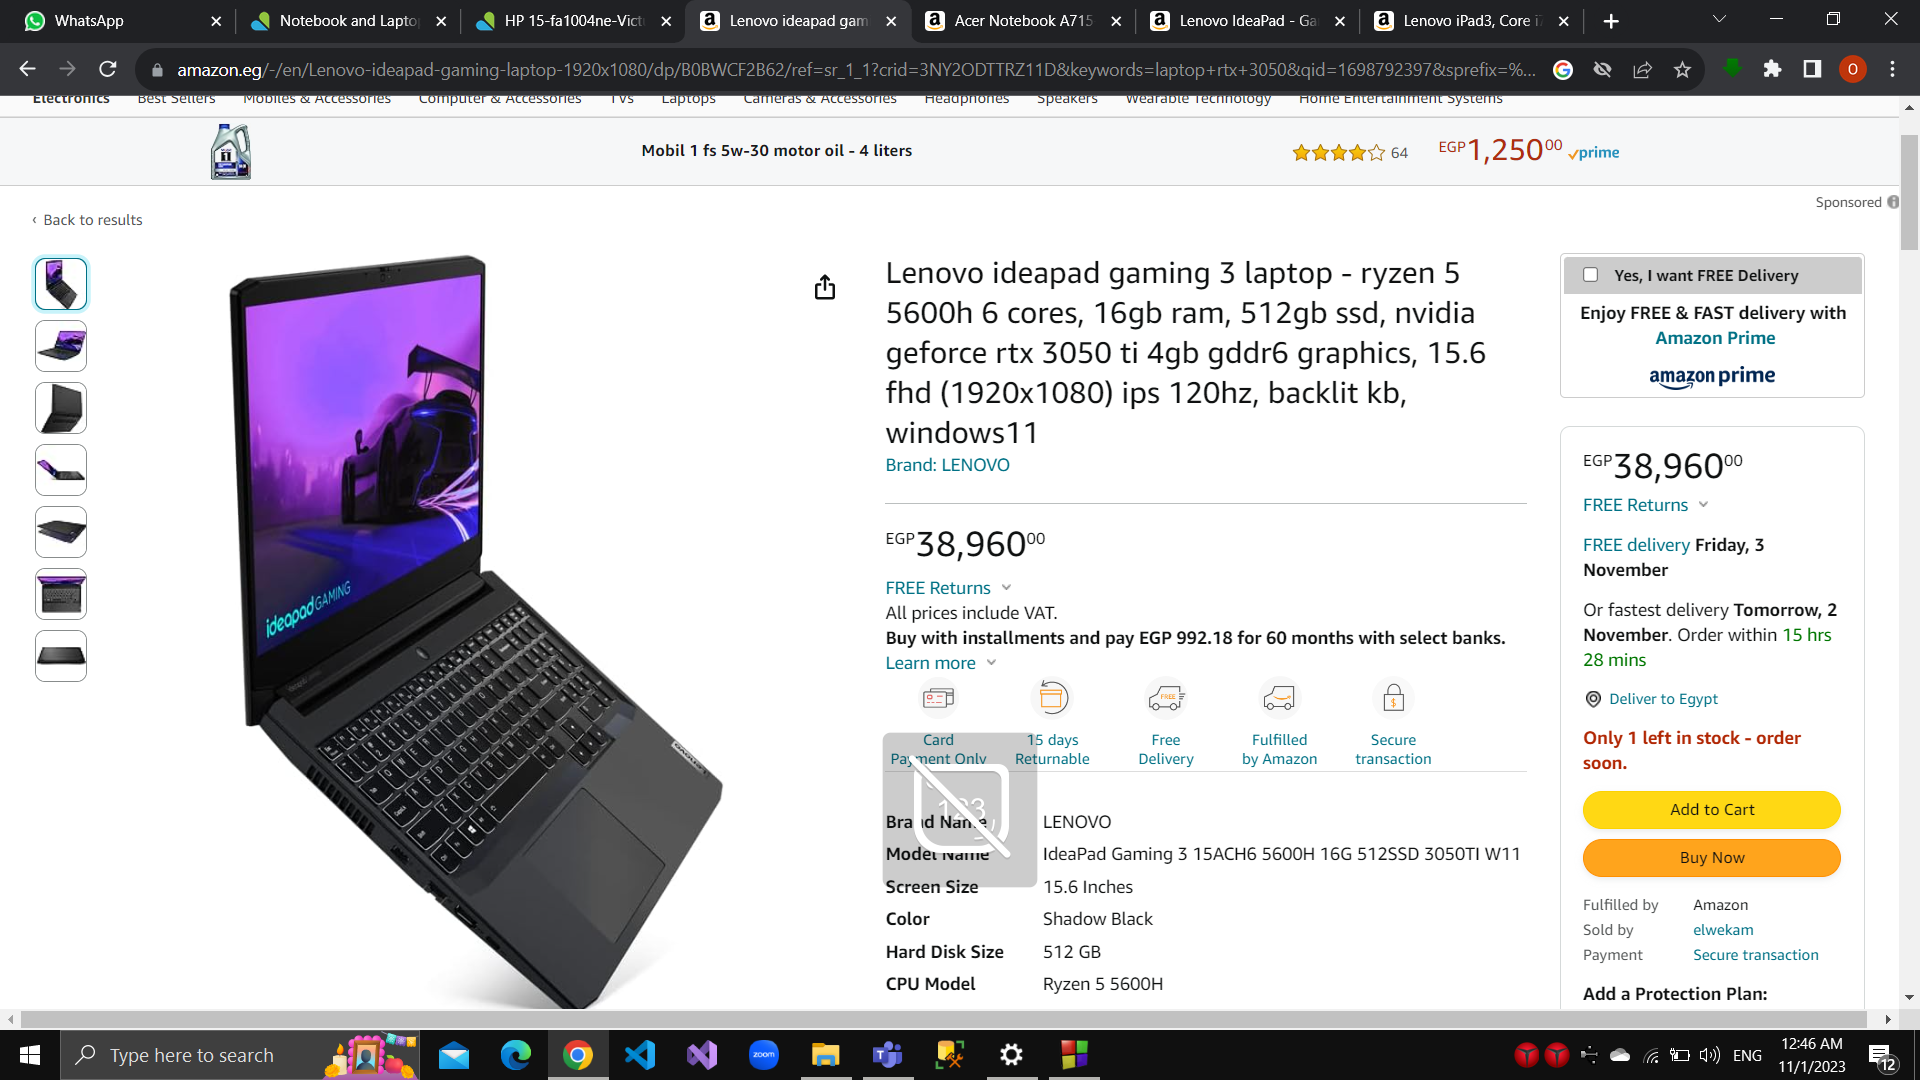 WhatsApp
Notebook and Lapto
HP 15-fa1004ne-Vict
Lenovo ideapad gam
Acer Notebook A715
Lenovo IdeaPad - Ga
Lenovo iPad3, Core i7
amazon.eg/-/en/Lenovo-ideapad-gaming-laptop-1920x1080/dp/B0BWCF2B62/ref=sr_1_1?crid=3NY2ODTTRZ11D&keywords=laptop+rtx+3050&qid=1698792397&sprefix=%...
O
Electronics Best Sellers Mobiles & Accessories Computer & Accessories TVs Laptops Cameras & Accessories Headphones Speakers Wearable Technology Home Entertainment Systems
Mobil 1 fs 5w-30 motor oil - 4 liters
64
EGP1,25000
prime
Sponsored
‹ Back to results
Lenovo ideapad gaming 3 laptop - ryzen 5
5600h 6 cores, 16gb ram, 512gb ssd, nvidia
geforce rtx 3050 ti 4gb gddr6 graphics, 15.6
fhd (1920x1080) ips 120hz, backlit kb,
windows11
Brand: LENOVO
EGP38,96000
FREE Returns
All prices include VAT.
Buy with installments and pay EGP 992.18 for 60 months with select banks.
Learn more
Card
Payment Only
15 days
Returnable
Free
Delivery
Fulfilled
by Amazon
Secure
transaction
Brand Name LENOVO
Model Name IdeaPad Gaming 3 15ACH6 5600H 16G 512SSD 3050TI W11
Screen Size 15.6 Inches
Color Shadow Black
Hard Disk Size 512 GB
CPU Model Ryzen 5 5600H
123
ideapad GAMING
Yes, I want FREE Delivery
Enjoy FREE & FAST delivery with
Amazon Prime
amazon prime
EGP38,96000
FREE Returns
FREE delivery Friday, 3
November
Or fastest delivery Tomorrow, 2
November. Order within 15 hrs
28 mins
Deliver to Egypt
Only 1 left in stock - order
soon.
Add to Cart
Buy Now
Fulfilled by Amazon
Sold by elwekam
Payment Secure transaction
Add a Protection Plan:
Type here to search
zoom
ENG
12:46 AM
11/1/2023
12